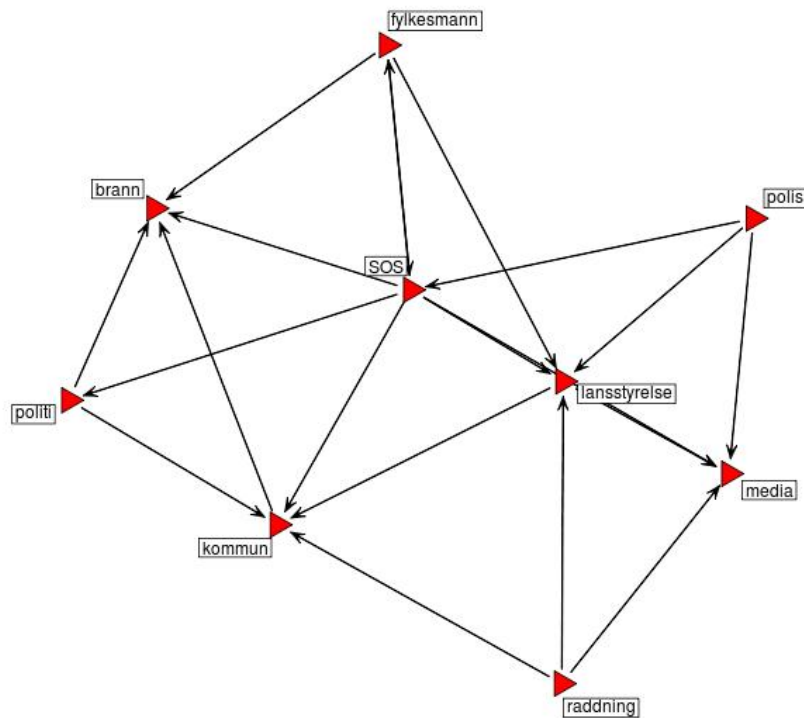 fylkesmann
brann
polis
SOS
lansstyrelse
politi
media
kommun
raddning